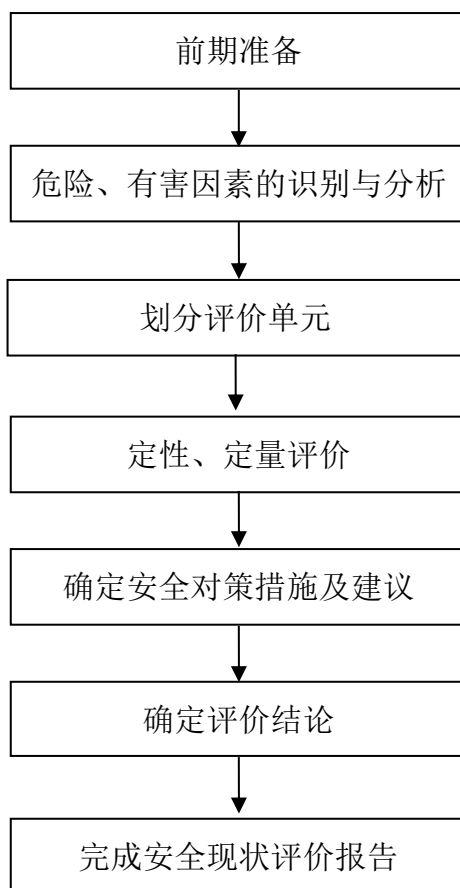 前期准备
危险、有害因素的识别与分析
划分评价单元
定性、定量评价
确定安全对策措施及建议
确定评价结论
完成安全现状评价报告